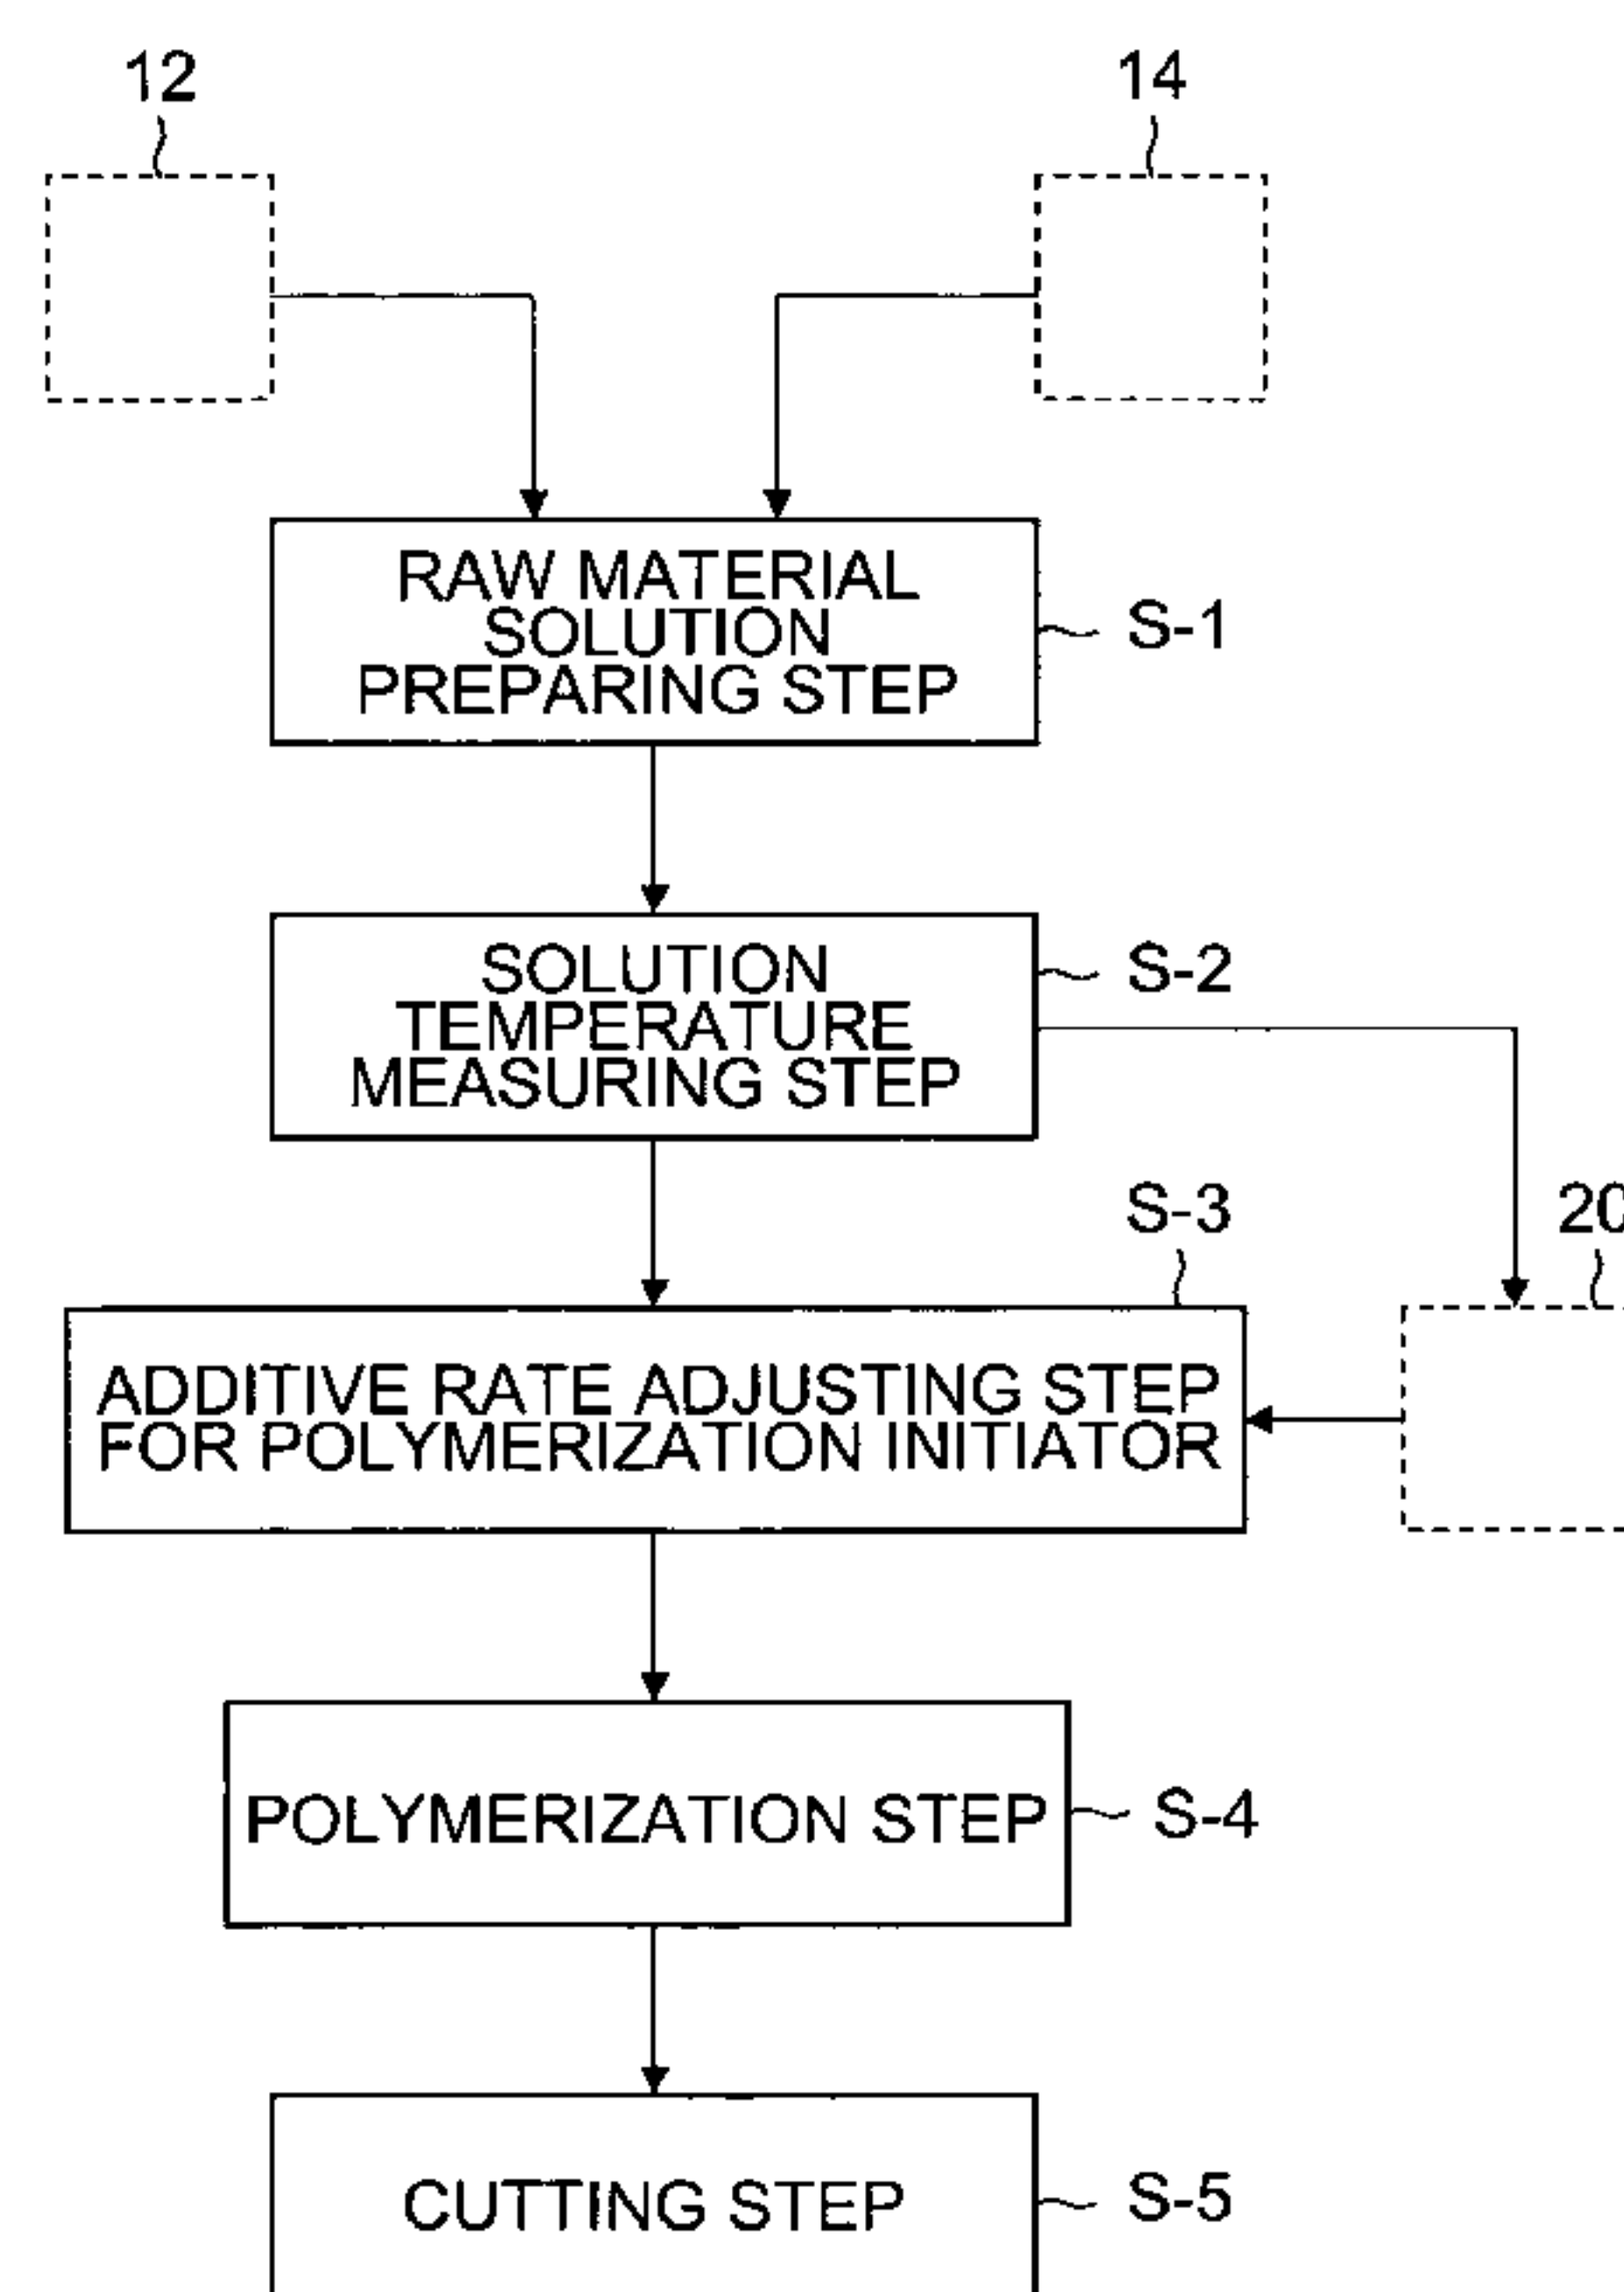 12
14
RAW MATERIAL
SOLUTION
PREPARING STEP
S-1
SOLUTION
TEMPERATURE
MEASURING STEP
S-2
S-3
20
ADDITIVE RATE ADJUSTING STEP
FOR POLYMERIZATION INITIATOR
POLYMERIZATION STEP
S-4
CUTTING STEP
S-5